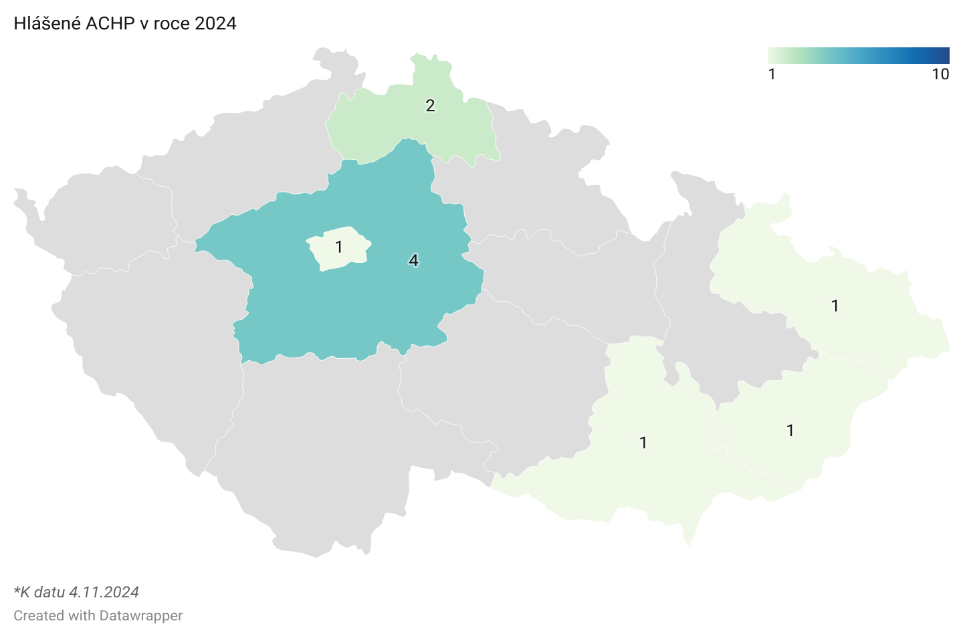 Hlášené ACHP v roce 2024
1 10
2
1
4
1
1
1
*K datu 4.11.2024
Created with Datawrapper